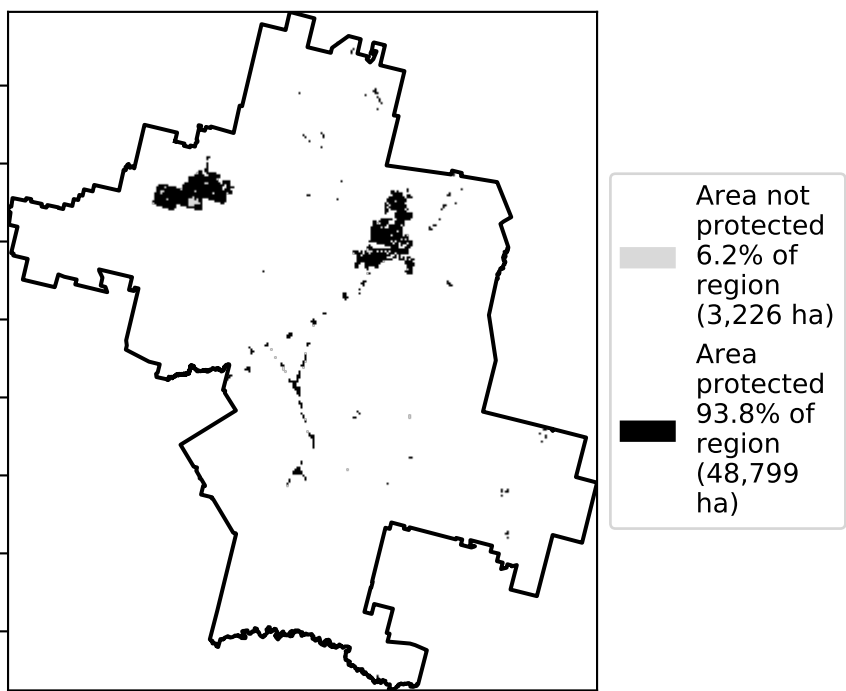 Area not
protected
6.2% of
region
(3,226 ha)
Area
protected
93.8% of
region
(48,799
ha)